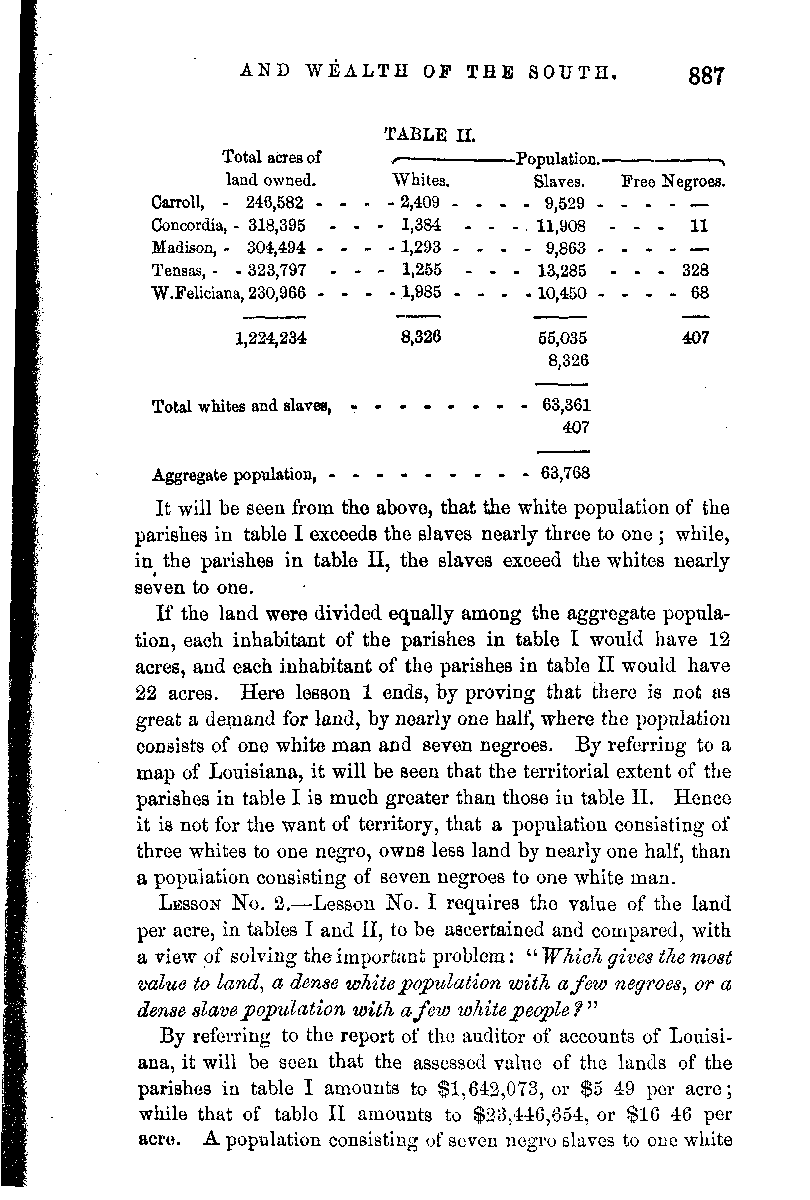 AND WEALTH OF THE SOUTH. 887
TABLE II.
Total acres of Population.
land owned. Whites. Slaves. Free Negroes.
Carroll, - 246,582 - - - - 2,409 - - - - 9,529 - - - - —
Concordia, - 318,395 - - - 1,384 - - - 11,908 - - - 11
Madison, - 304,494 - - - - 1,293 - - - - 9,863 - - - - —
Tensas, - - 323,797 - - - 1,255 - - - 13,285 - - - 328
W.Feliciana, 230,966 - - - - 1,985 - - - - 10,450 - - - - 68
1,224,234 8,326 55,035 407
8,326
Total whites and slaves, - - - - - - - - 63,361
407
Aggregate population, - - - - - - - - - 63,768
It will be seen from the above, that the white population of the
parishes in table I exceeds the slaves nearly three to one ; while,
in the parishes in table II, the slaves exceed the whites nearly
seven to one.
If the land were divided equally among the aggregate popula-
tion, each inhabitant of the parishes in table I would have 12
acres, and each inhabitant of the parishes in table II would have
22 acres. Here lesson 1 ends, by proving that there is not as
great a demand for land, by nearly one half, where the population
consists of one white man and seven negroes. By referring to a
map of Louisiana, it will be seen that the territorial extent of the
parishes in table I is much greater than those in table II. Hence
it is not for the want of territory, that a population consisting of
three whites to one negro, owns less land by nearly one half, than
a population consisting of seven negroes to one white man.
LESSON No. 2.—Lesson No. I requires the value of the land
per acre, in tables I and II, to be ascertained and compared, with
a view of solving the important problem: "Which gives the most
value to land, a dense white population with a few negroes, or a
dense slave population with a few white people?"
By referring to the report of the auditor of accounts of Louisi-
ana, it will be seen that the assessed value of the lands of the
parishes in table I amounts to $1,642,073, or $5 49 per acre;
while that of table II amounts to $23,446,654, or $16 46 per
acre. A population consisting of seven negro slaves to one white